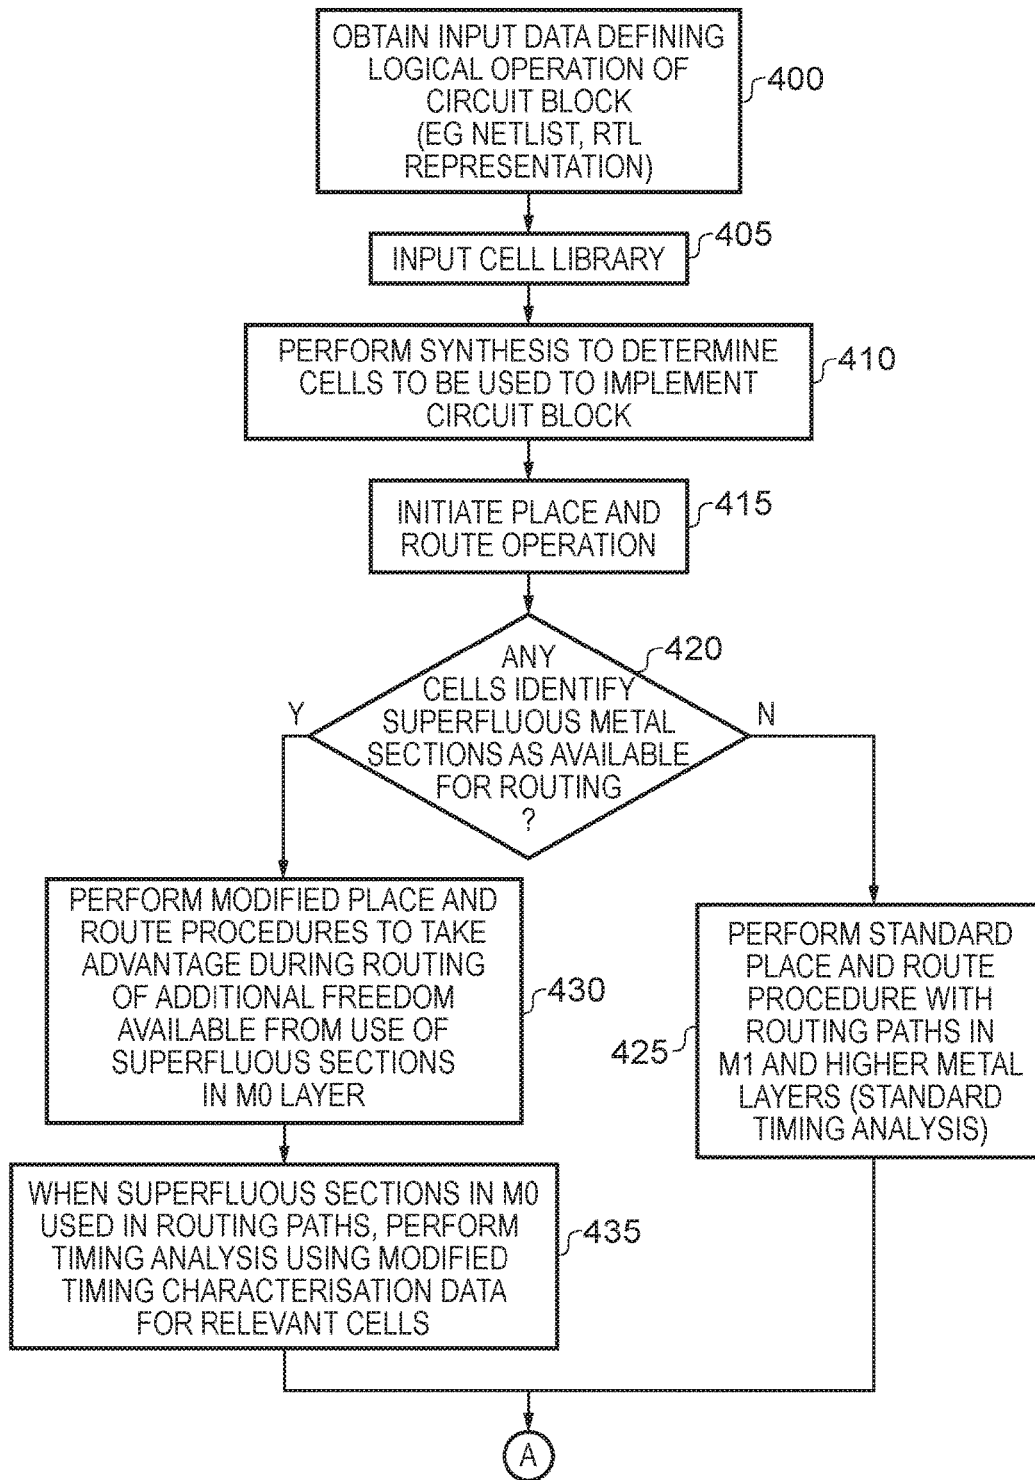 OBTAIN INPUT DATA DEFINING
LOGICAL OPERATION OF
CIRCUIT BLOCK
(EG NETLIST, RTL
REPRESENTATION)
400
INPUT CELL LIBRARY
405
PERFORM SYNTHESIS TO DETERMINE
CELLS TO BE USED TO IMPLEMENT
CIRCUIT BLOCK
410
INITIATE PLACE AND
ROUTE OPERATION
415
ANY
CELLS IDENTIFY
SUPERFLUOUS METAL
SECTIONS AS AVAILABLE
FOR ROUTING
?
420
Y
N
PERFORM MODIFIED PLACE AND
ROUTE PROCEDURES TO TAKE
ADVANTAGE DURING ROUTING
OF ADDITIONAL FREEDOM
AVAILABLE FROM USE OF
SUPERFLUOUS SECTIONS
IN M0 LAYER
430
PERFORM STANDARD
PLACE AND ROUTE
PROCEDURE WITH
ROUTING PATHS IN
M1 AND HIGHER METAL
LAYERS (STANDARD
TIMING ANALYSIS)
425
WHEN SUPERFLUOUS SECTIONS IN M0
USED IN ROUTING PATHS, PERFORM
TIMING ANALYSIS USING MODIFIED
TIMING CHARACTERISATION DATA
FOR RELEVANT CELLS
435
A